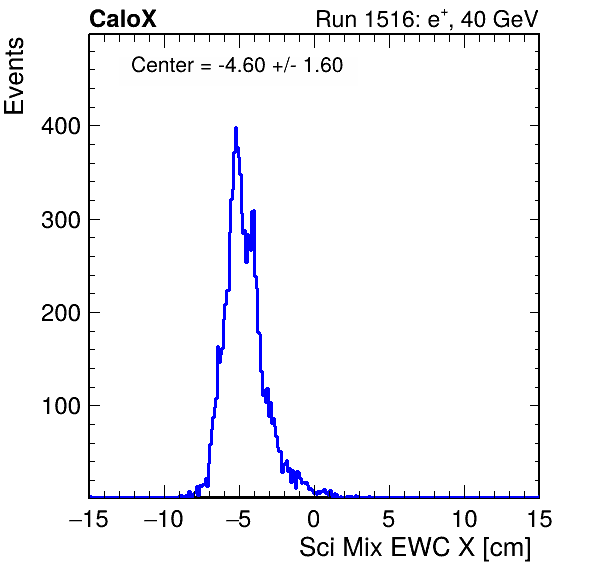 CaloX Run 1516: e⁺, 40 GeV
Center = -4.60 +/- 1.60
Events
400
300
200
100
−15 −10 −5 0 5 10 15
Sci Mix EWC X [cm]